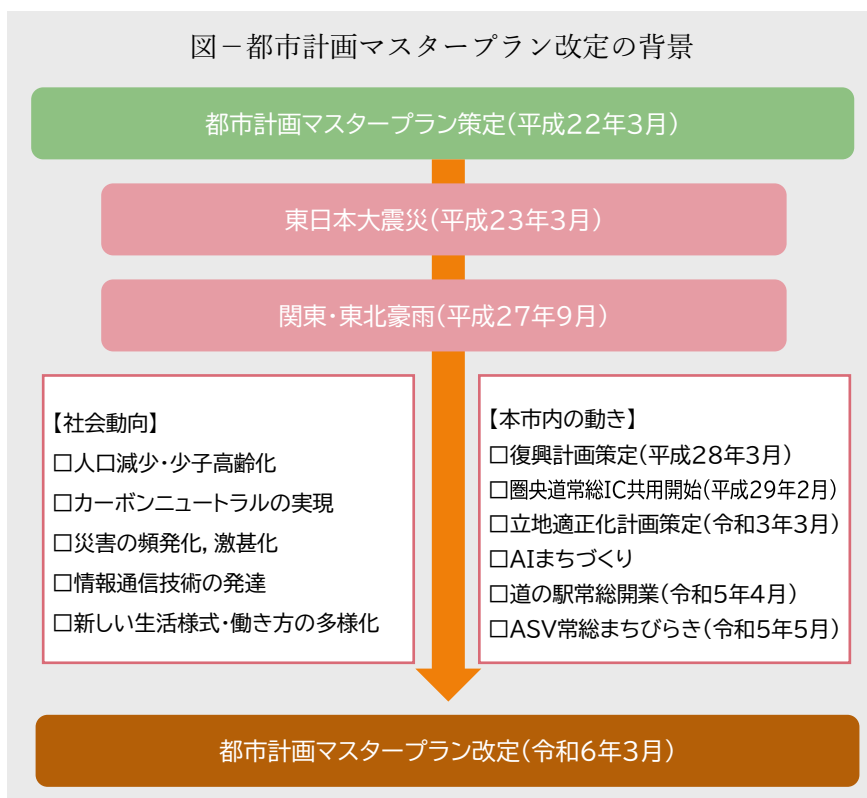 図－都市計画マスタープラン改定の背景
都市計画マスタープラン策定(平成22年3月)
東日本大震災(平成23年3月)
関東・東北豪雨(平成27年9月)
【社会動向】
□人口減少・少子高齢化
□カーボンニュートラルの実現
□災害の頻発化，激甚化
□情報通信技術の発達
□新しい生活様式・働き方の多様化
【本市内の動き】
□復興計画策定(平成28年3月)
□圏央道常総IC共用開始(平成29年2月)
□立地適正化計画策定(令和3年3月)
□AIまちづくり
□道の駅常総開業(令和5年4月)
□ASV常総まちびらき(令和5年5月)
都市計画マスタープラン改定(令和6年3月)